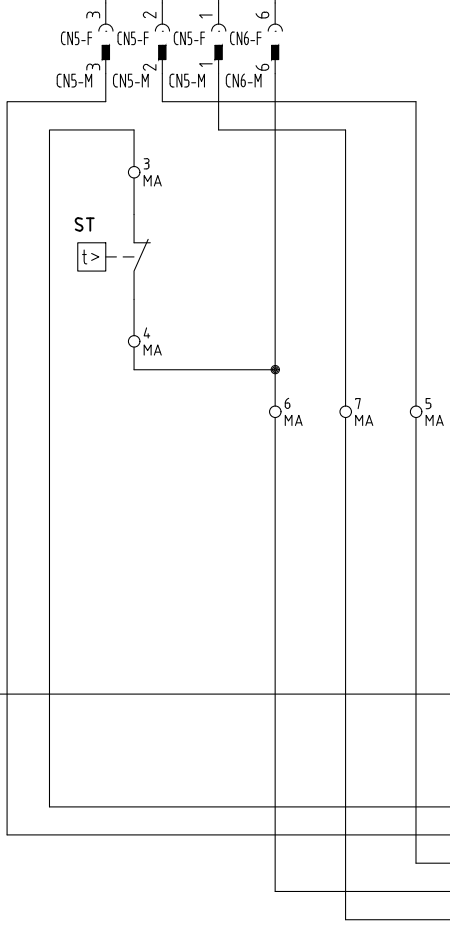 3 2 1 6
CN5-F CN5-F CN5-F CN6-F
3 2 1 6
CN5-M CN5-M CN5-M CN6-M
3
MA
ST
t>
4
MA
6 7 5
MA MA MA